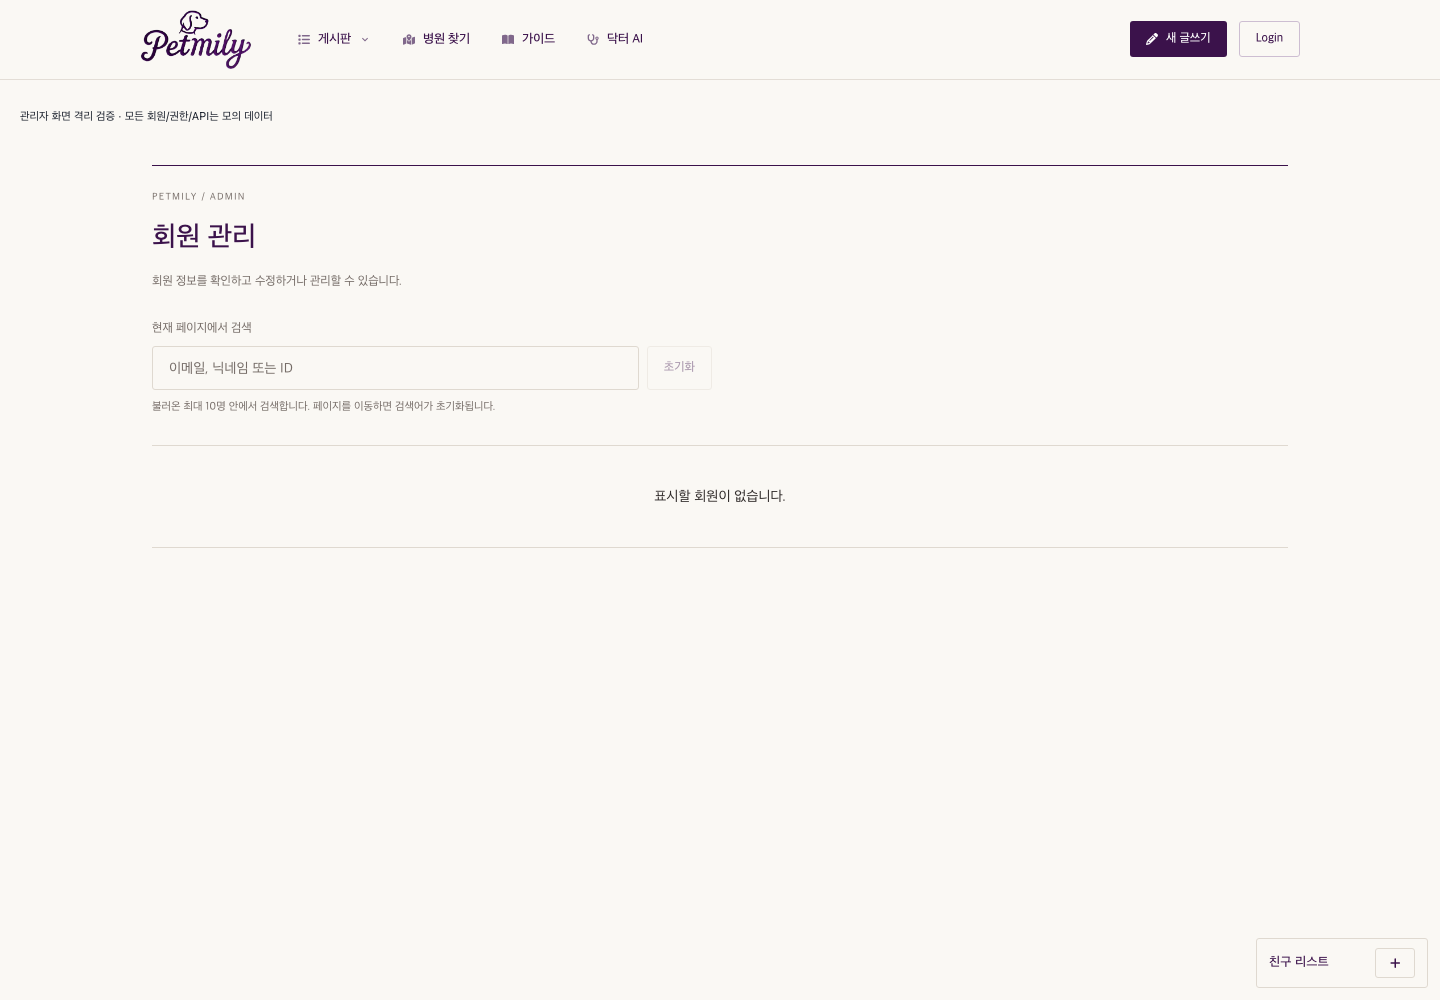 Petmily
게시판
병원 찾기
가이드
닥터 AI
새 글쓰기
Login
관리자 화면 격리 검증 · 모든 회원/권한/API는 모의 데이터
PETMILY / ADMIN
회원 관리
회원 정보를 확인하고 수정하거나 관리할 수 있습니다.
현재 페이지에서 검색
이메일, 닉네임 또는 ID
초기화
불러온 최대 10명 안에서 검색합니다. 페이지를 이동하면 검색어가 초기화됩니다.
표시할 회원이 없습니다.
친구 리스트